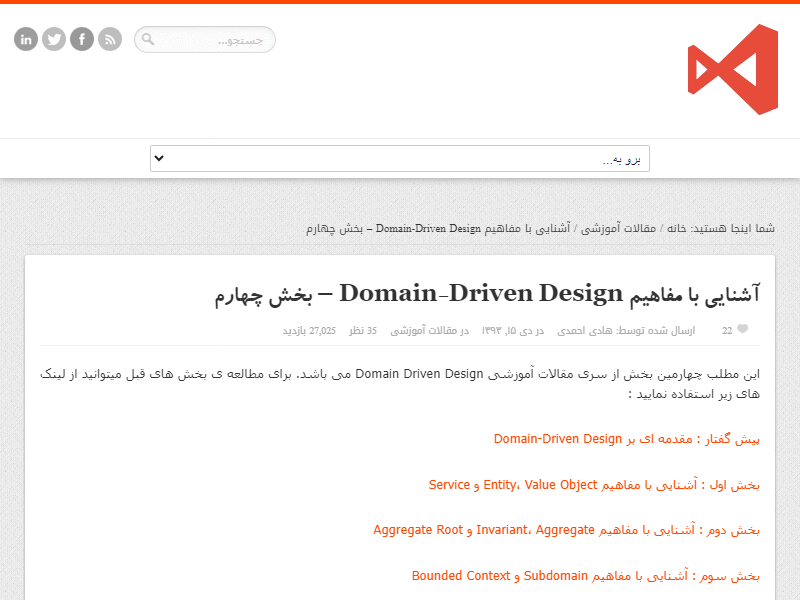 جستجو...
برو به...
شما اینجا هستید: خانه / مقالات آموزشی / آشنایی با مفاهیم Domain-Driven Design – بخش چهارم
آشنایی با مفاهیم Domain-Driven Design – بخش چهارم
22 ارسال شده توسط: هادی احمدی در دی ۱۵, ۱۳۹۳ در مقالات آموزشی 35 نظر 27,025 بازدید
این مطلب چهارمین بخش از سری مقالات آموزشی Domain Driven Design می باشد. برای مطالعه ی بخش های قبل میتوانید از لینک
های زیر استفاده نمایید :
پیش گفتار : مقدمه ای بر Domain-Driven Design
بخش اول : آشنایی با مفاهیم Entity، Value Object و Service
بخش دوم : آشنایی با مفاهیم Invariant، Aggregate و Aggregate Root
بخش سوم : آشنایی با مفاهیم Subdomain و Bounded Context